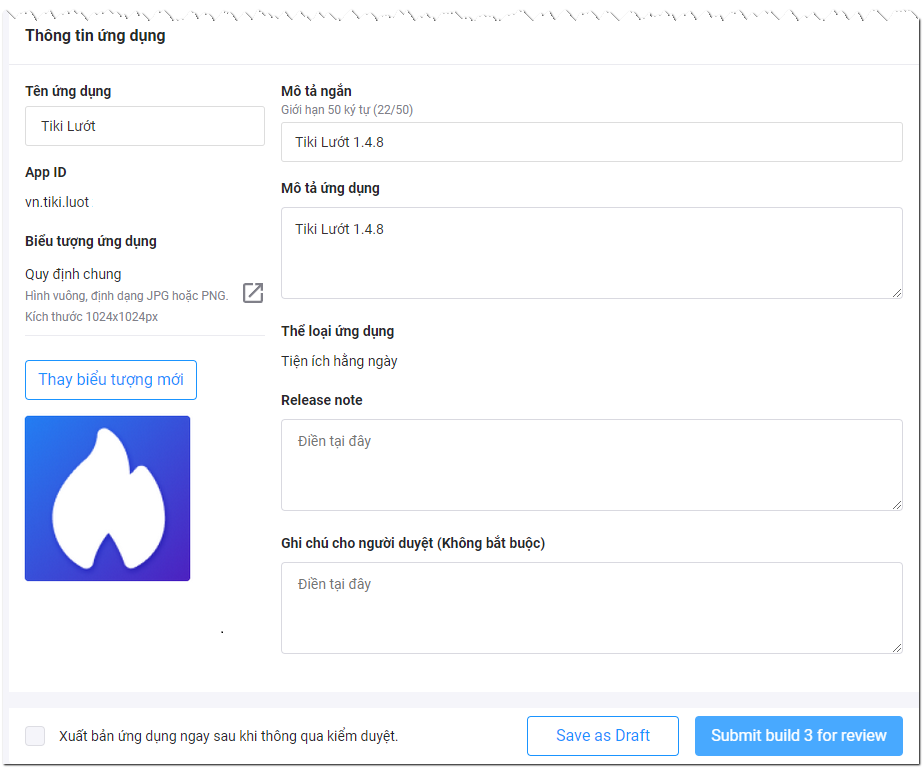 Thông tin ứng dụng
Tên ứng dụng
Tiki Lướt
App ID
vn.tiki.luot
Biểu tượng ứng dụng
Quy định chung
Hình vuông, định dạng JPG hoặc PNG.
Kích thước 1024x1024px
Thay biểu tượng mới
Mô tả ngắn
Giới hạn 50 ký tự (22/50)
Tiki Lướt 1.4.8
Mô tả ứng dụng
Tiki Lướt 1.4.8
Thể loại ứng dụng
Tiện ích hằng ngày
Release note
Điền tại đây
Ghi chú cho người duyệt (Không bắt buộc)
Điền tại đây
Xuất bản ứng dụng ngay sau khi thông qua kiểm duyệt.
Save as Draft
Submit build 3 for review